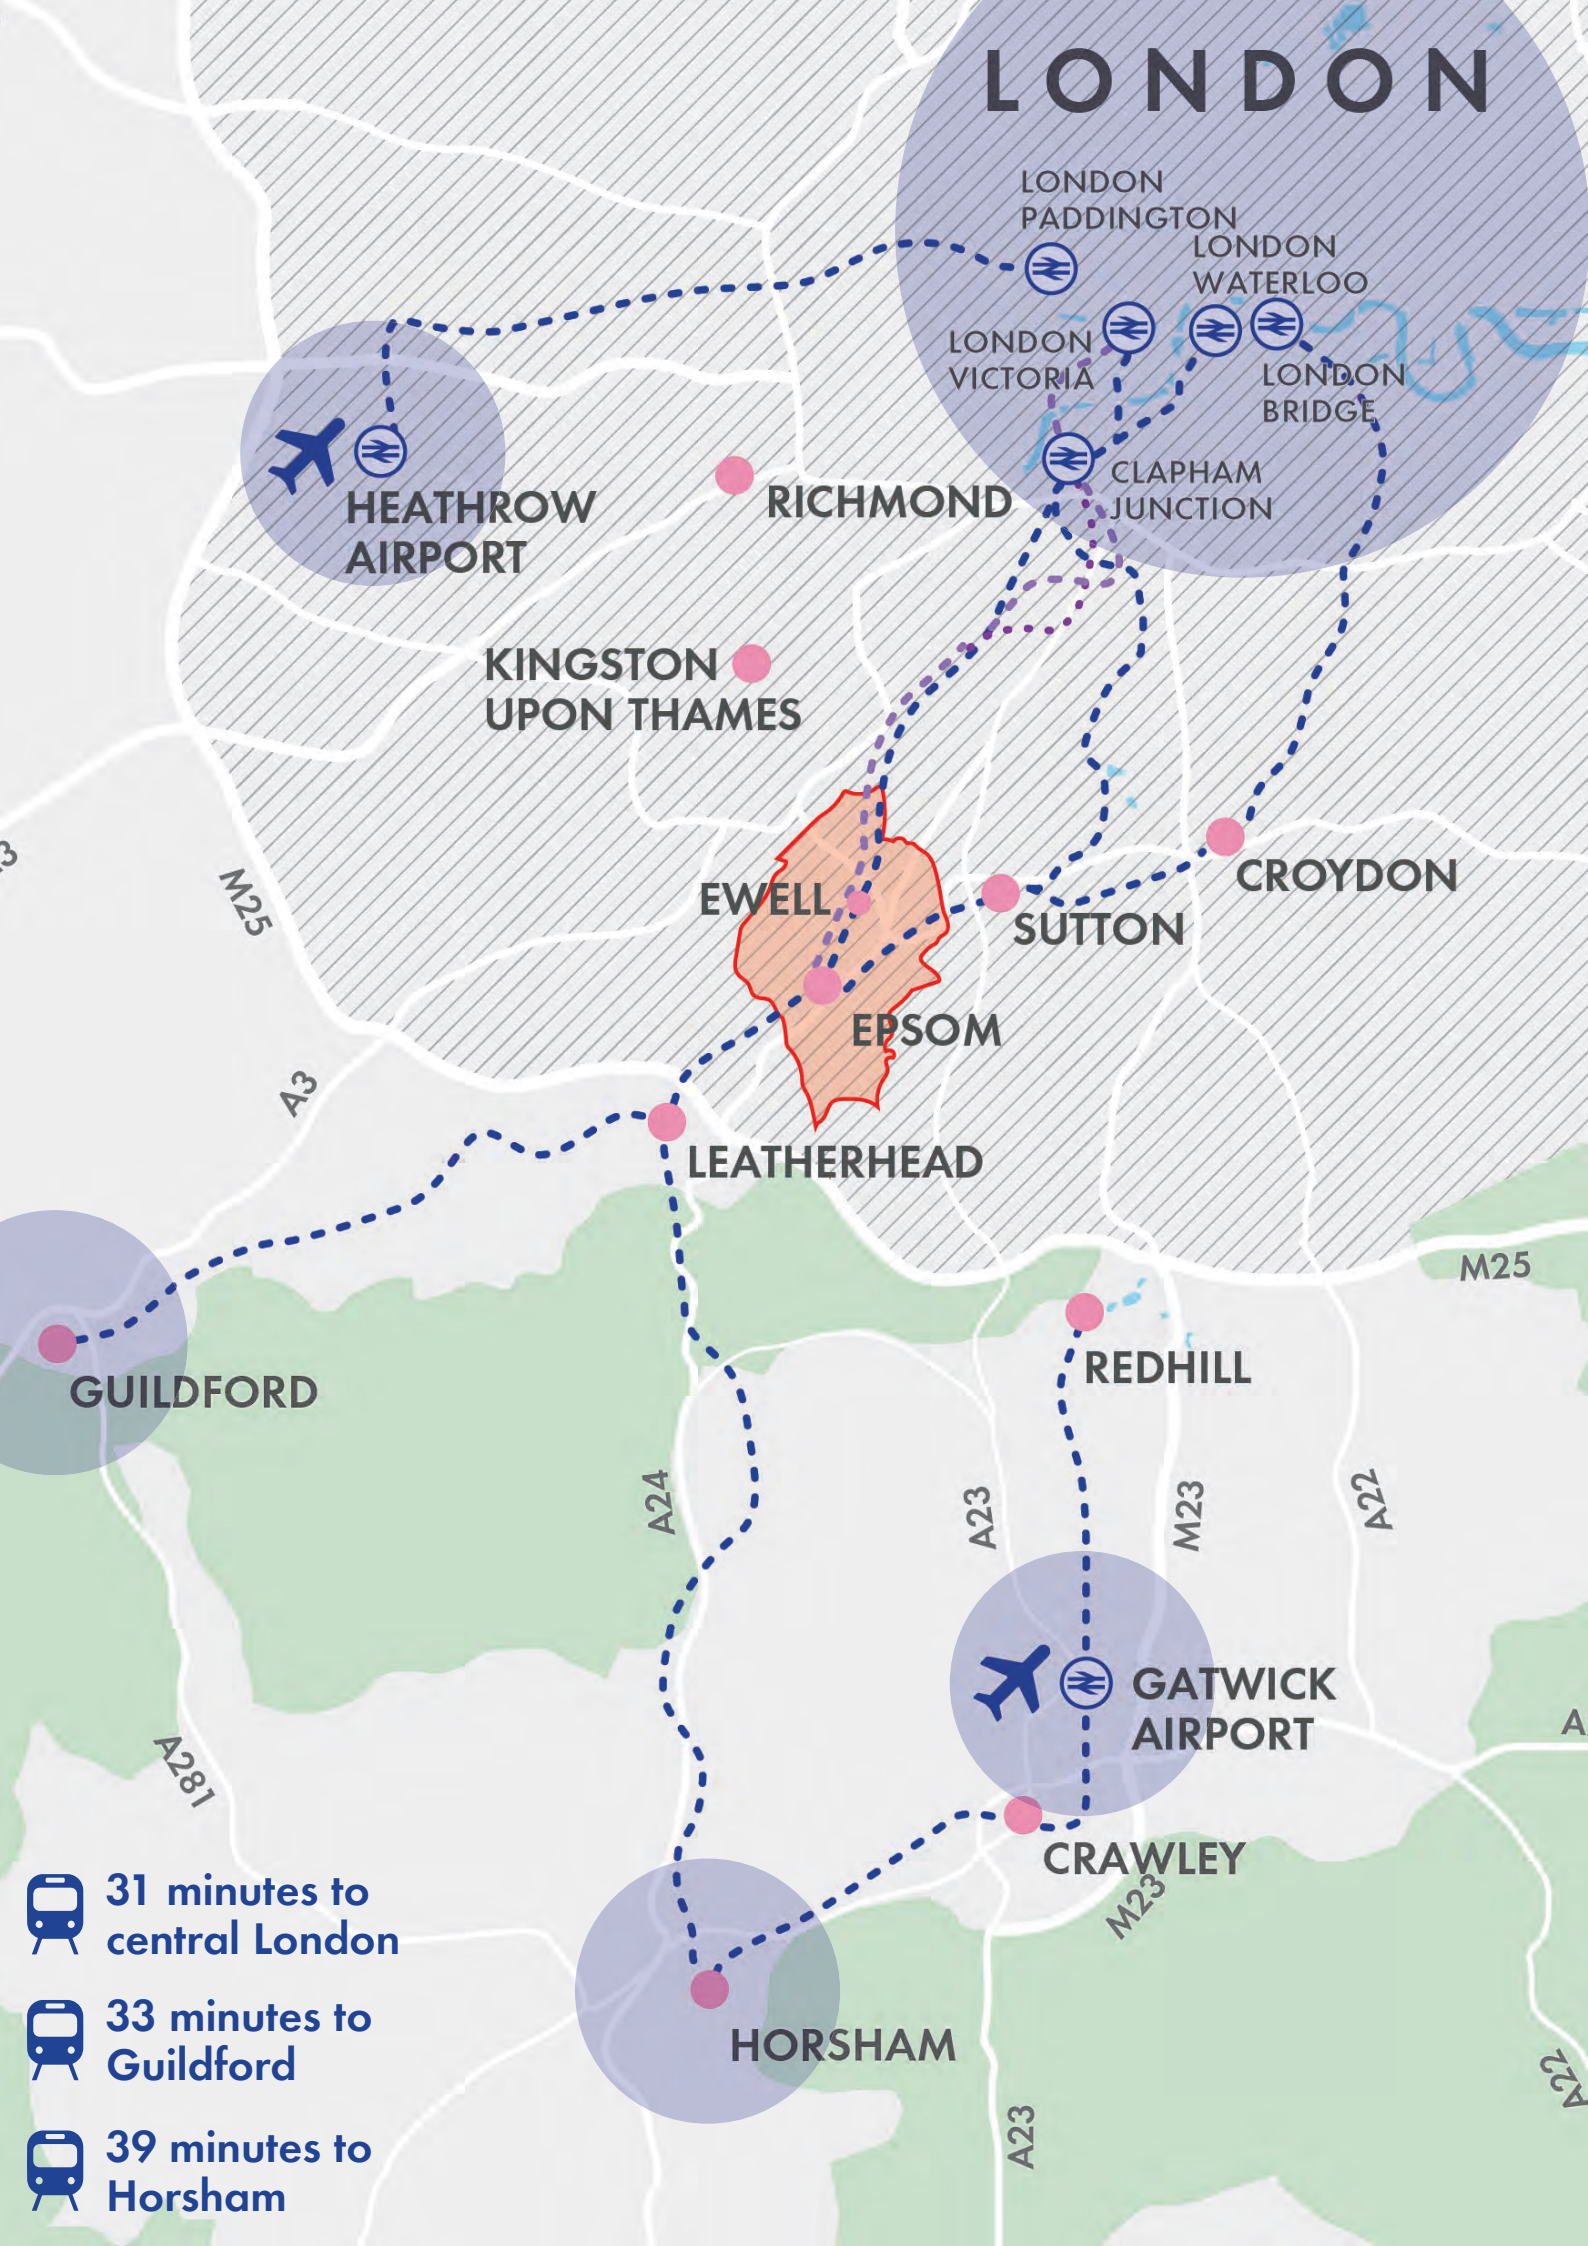 LONDON
LONDON
PADDINGTON
LONDON
WATERLOO
LONDON
VICTORIA
LONDON
BRIDGE
CLAPHAM
JUNCTION
HEATHROW
AIRPORT
RICHMOND
KINGSTON
UPON THAMES
M25
EWELL
SUTTON
CROYDON
EPSOM
A3
LEATHERHEAD
M25
REDHILL
GUILDFORD
A24
A23
M23
A22
GATWICK
AIRPORT
A281
CRAWLEY
M23
HORSHAM
A22
A23
31 minutes to
central London
33 minutes to
Guildford
39 minutes to
Horsham